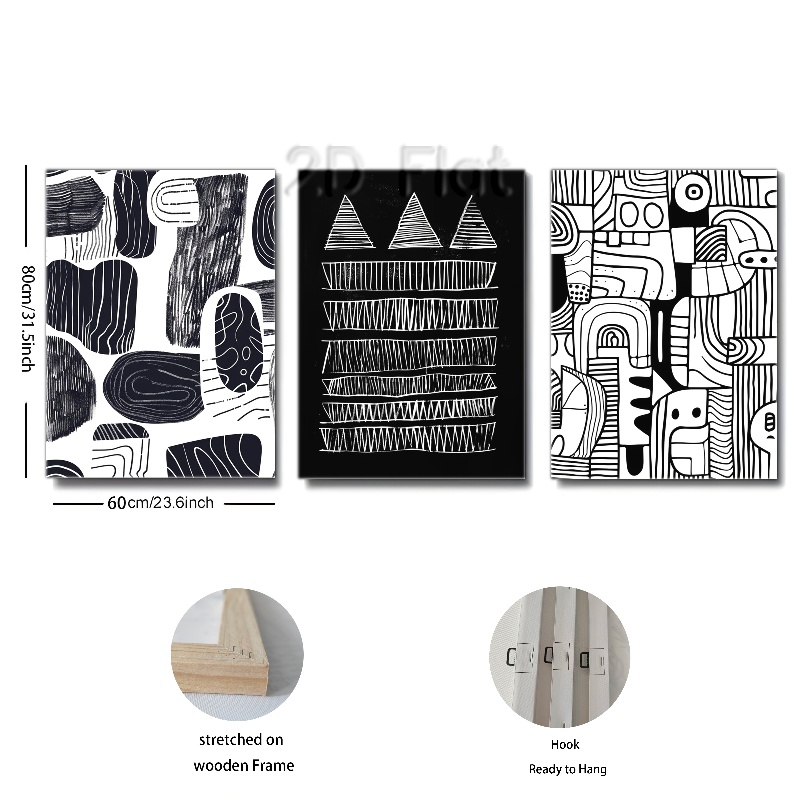 2D Flat
80cm/31.5inch
60cm/23.6inch
stretched on
wooden Frame
Hook
Ready to Hang